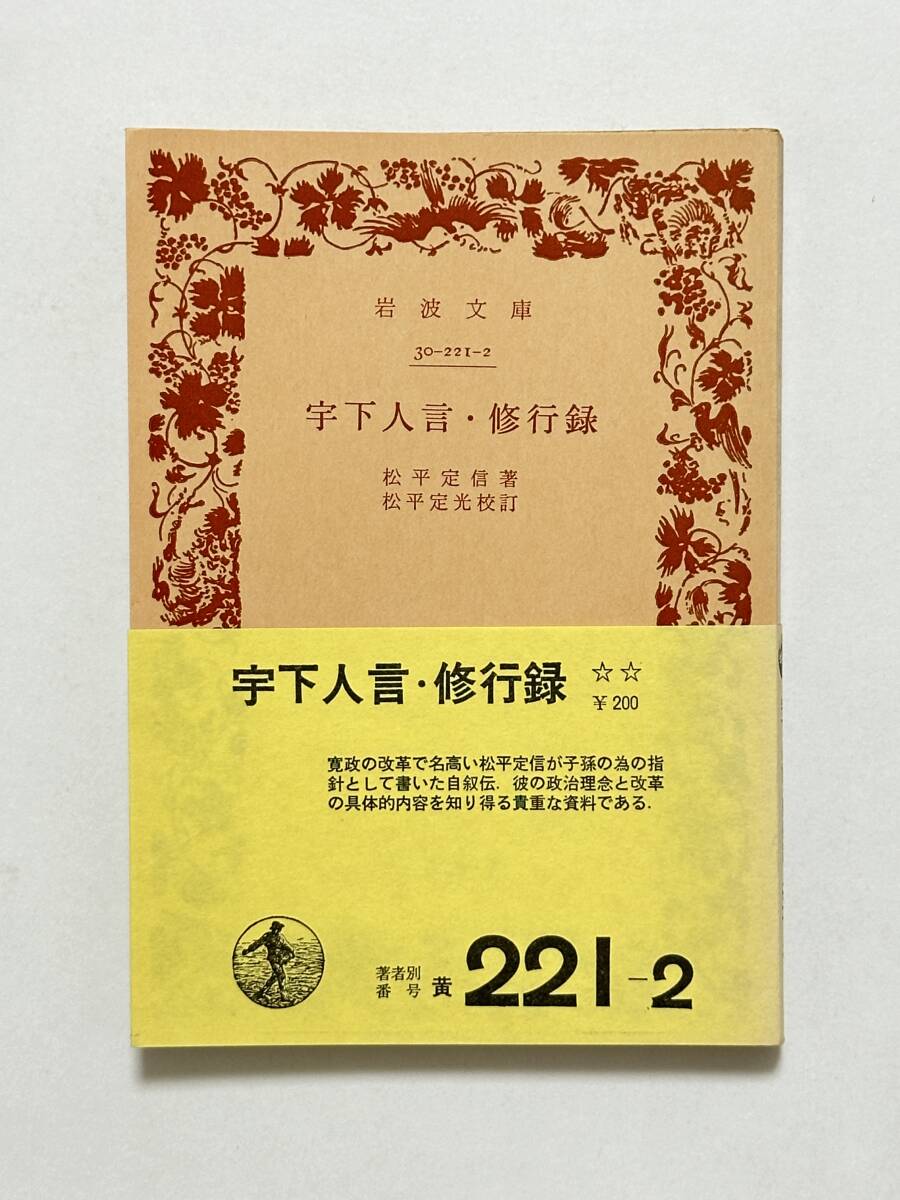 岩波文庫
30-221-2
宇下人言・修行録
松平定信著
松平定光校訂
宇下人言・修行録 ☆☆
¥200
寛政の改革で名高い松平定信が子孫の為の指
針として書いた自叙伝．彼の政治理念と改革
の具体的内容を知り得る貴重な資料である．
著者別
番号 黄 221-2